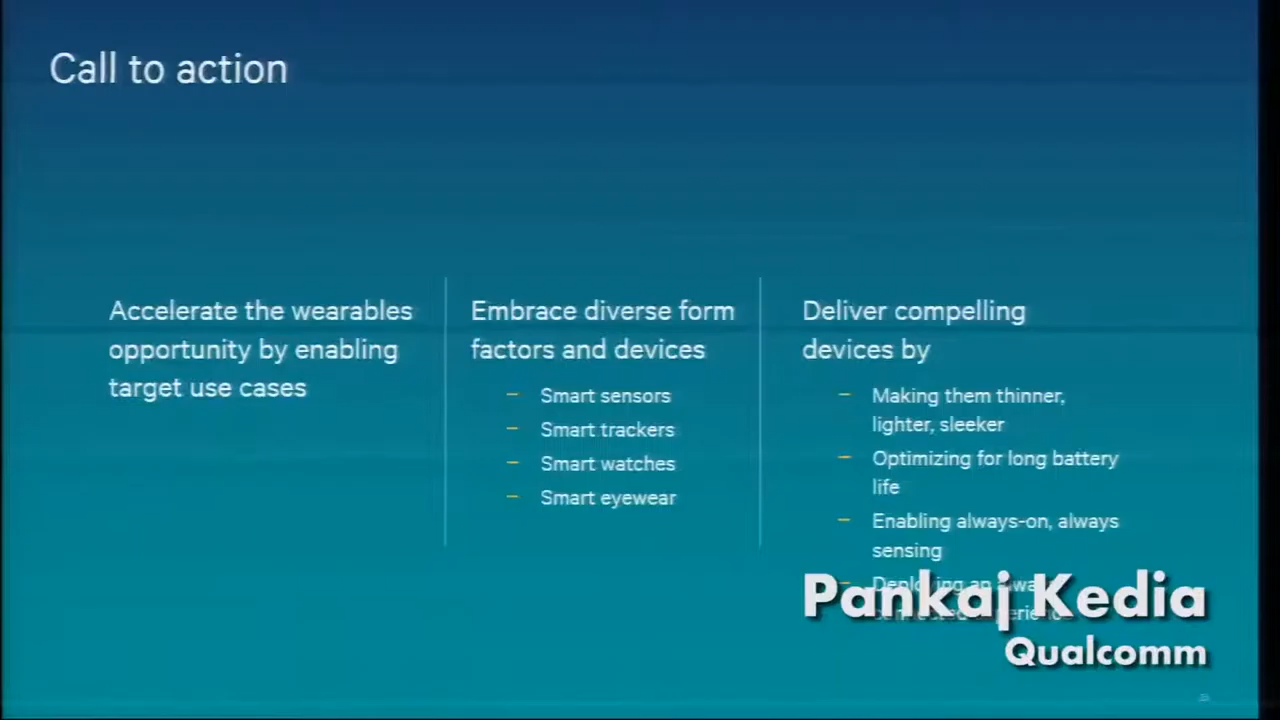 Call to action
Accelerate the wearables
opportunity by enabling
target use cases
Embrace diverse form
factors and devices
– Smart sensors
– Smart trackers
– Smart watches
– Smart eyewear
Deliver compelling
devices by
– Making them thinner,
lighter, sleeker
– Optimizing for long battery
life
– Enabling always-on, always
sensing
Pankaj Kedia
Qualcomm